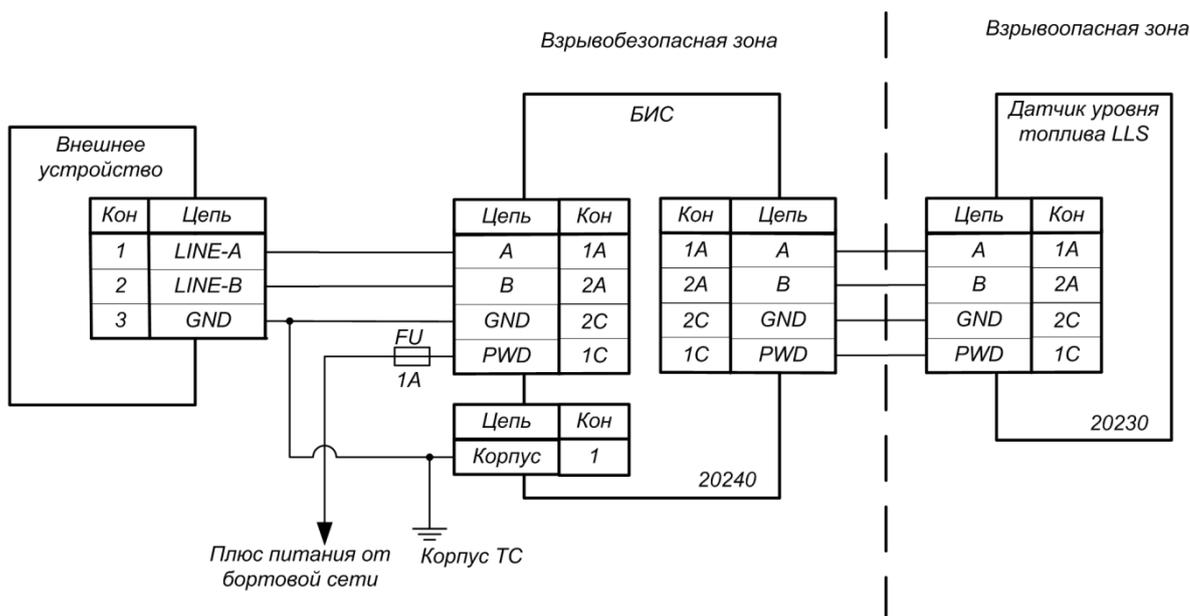 Взрывобезопасная зона
Взрывоопасная зона
Внешнее
устройство
Кон Цепь
1 LINE-A
2 LINE-B
3 GND
БИС
Цепь Кон
A 1A
B 2A
GND 2C
PWD 1C
Кон Цепь
1A A
2A B
2C GND
1C PWD
Цепь Кон
Корпус 1
20240
Датчик уровня
топлива LLS
Цепь Кон
A 1A
B 2A
GND 2C
PWD 1C
20230
FU
1A
Плюс питания от
бортовой сети
Корпус ТС